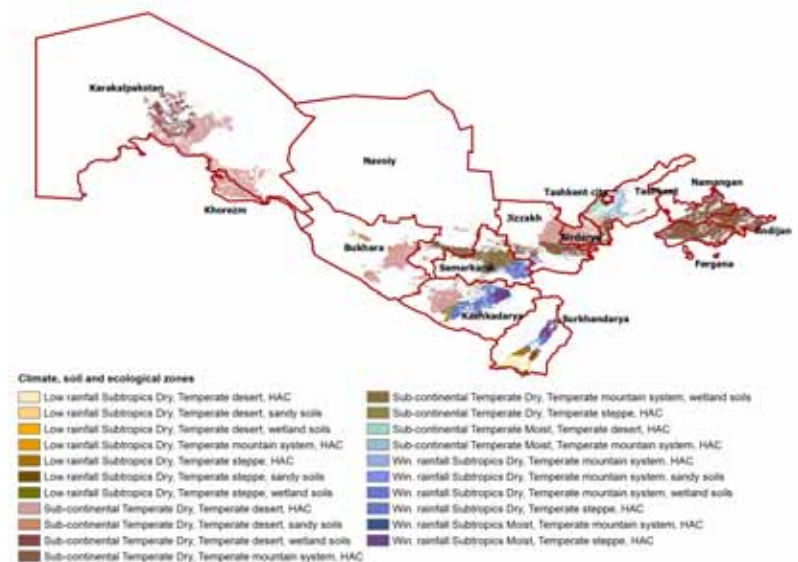 Karakalpakstan
Navoiy
Tashkent city
Tashkent
Namangan
Andijan
Fergana
Jizzakh
Sirdarya
Khorezm
Bukhara
Samarkand
Kashkadarya
Surkhandarya
Climate, soil and ecological zones
Low rainfall Subtropics Dry, Temperate desert, HAC
Low rainfall Subtropics Dry, Temperate desert, sandy soils
Low rainfall Subtropics Dry, Temperate desert, wetland soils
Low rainfall Subtropics Dry, Temperate mountain system, HAC
Low rainfall Subtropics Dry, Temperate steppe, HAC
Low rainfall Subtropics Dry, Temperate steppe, sandy soils
Low rainfall Subtropics Dry, Temperate steppe, wetland soils
Sub-continental Temperate Dry, Temperate desert, HAC
Sub-continental Temperate Dry, Temperate desert, sandy soils
Sub-continental Temperate Dry, Temperate desert, wetland soils
Sub-continental Temperate Dry, Temperate mountain system, HAC
Sub-continental Temperate Dry, Temperate mountain system, wetland soils
Sub-continental Temperate Dry, Temperate steppe, HAC
Sub-continental Temperate Moist, Temperate desert, HAC
Sub-continental Temperate Moist, Temperate mountain system, HAC
Win. rainfall Subtropics Dry, Temperate mountain system, HAC
Win. rainfall Subtropics Dry, Temperate mountain system, sandy soils
Win. rainfall Subtropics Dry, Temperate mountain system, wetland soils
Win. rainfall Subtropics Dry, Temperate steppe, HAC
Win. rainfall Subtropics Moist, Temperate mountain system, HAC
Win. rainfall Subtropics Moist, Temperate steppe, HAC